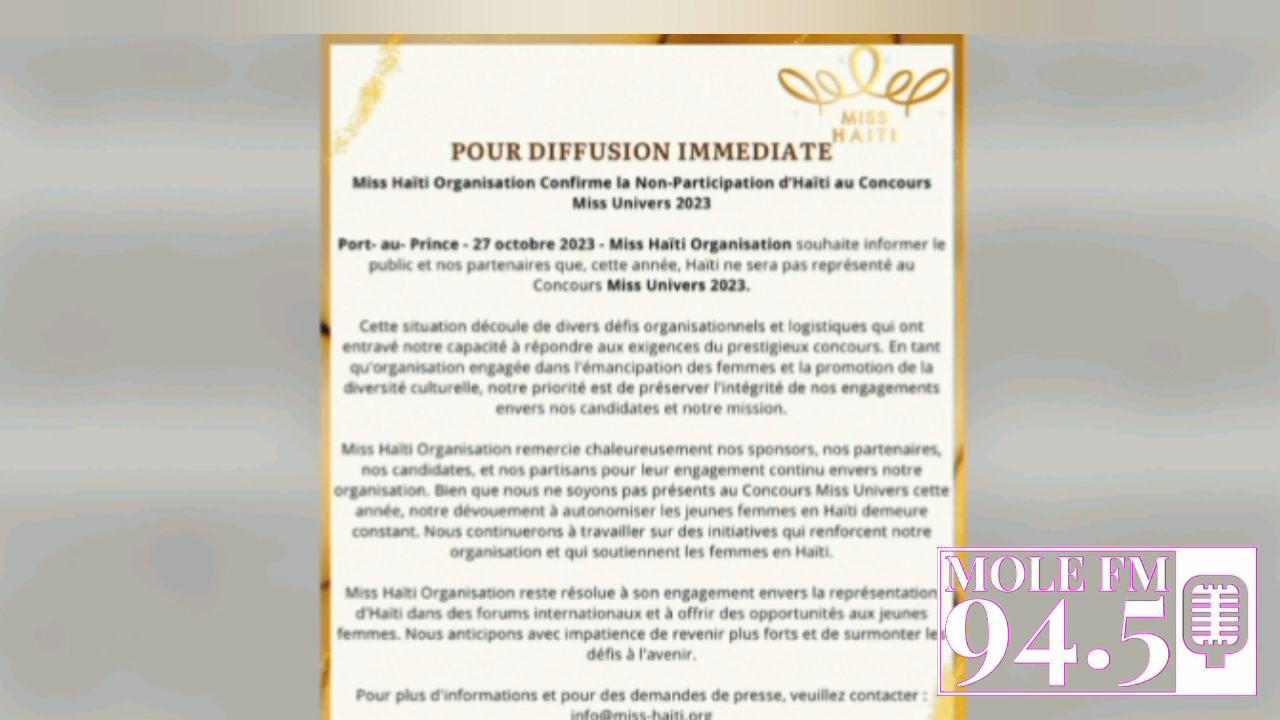 MISS
HAITI
POUR DIFFUSION IMMEDIATE
Miss Haïti Organisation Confirme la Non-Participation d'Haïti au Concours
Miss Univers 2023
Port- au- Prince - 27 octobre 2023 - Miss Haïti Organisation souhaite informer le
public et nos partenaires que, cette année, Haïti ne sera pas représenté au
Concours Miss Univers 2023.
Cette situation découle de divers défis organisationnels et logistiques qui ont
entravé notre capacité à répondre aux exigences du prestigieux concours. En tant
qu'organisation engagée dans l'émancipation des femmes et la promotion de la
diversité culturelle, notre priorité est de préserver l'intégrité de nos engagements
envers nos candidates et notre mission.
Miss Haïti Organisation remercie chaleureusement nos sponsors, nos partenaires,
nos candidates, et nos partisans pour leur engagement continu envers notre
organisation. Bien que nous ne soyons pas présents au Concours Miss Univers cette
année, notre dévouement à autonomiser les jeunes femmes en Haïti demeure
constant. Nous continuerons à travailler sur des initiatives qui renforcent notre
organisation et qui soutiennent les femmes en Haïti.
Miss Haïti Organisation reste résolue à son engagement envers la représentation
d'Haïti dans des forums internationaux et à offrir des opportunités aux jeunes
femmes. Nous anticipons avec impatience de revenir plus forts et de surmonter les
défis à l'avenir.
Pour plus d'informations et pour des demandes de presse, veuillez contacter :
info@miss-haiti.org
MOLE FM
94.5